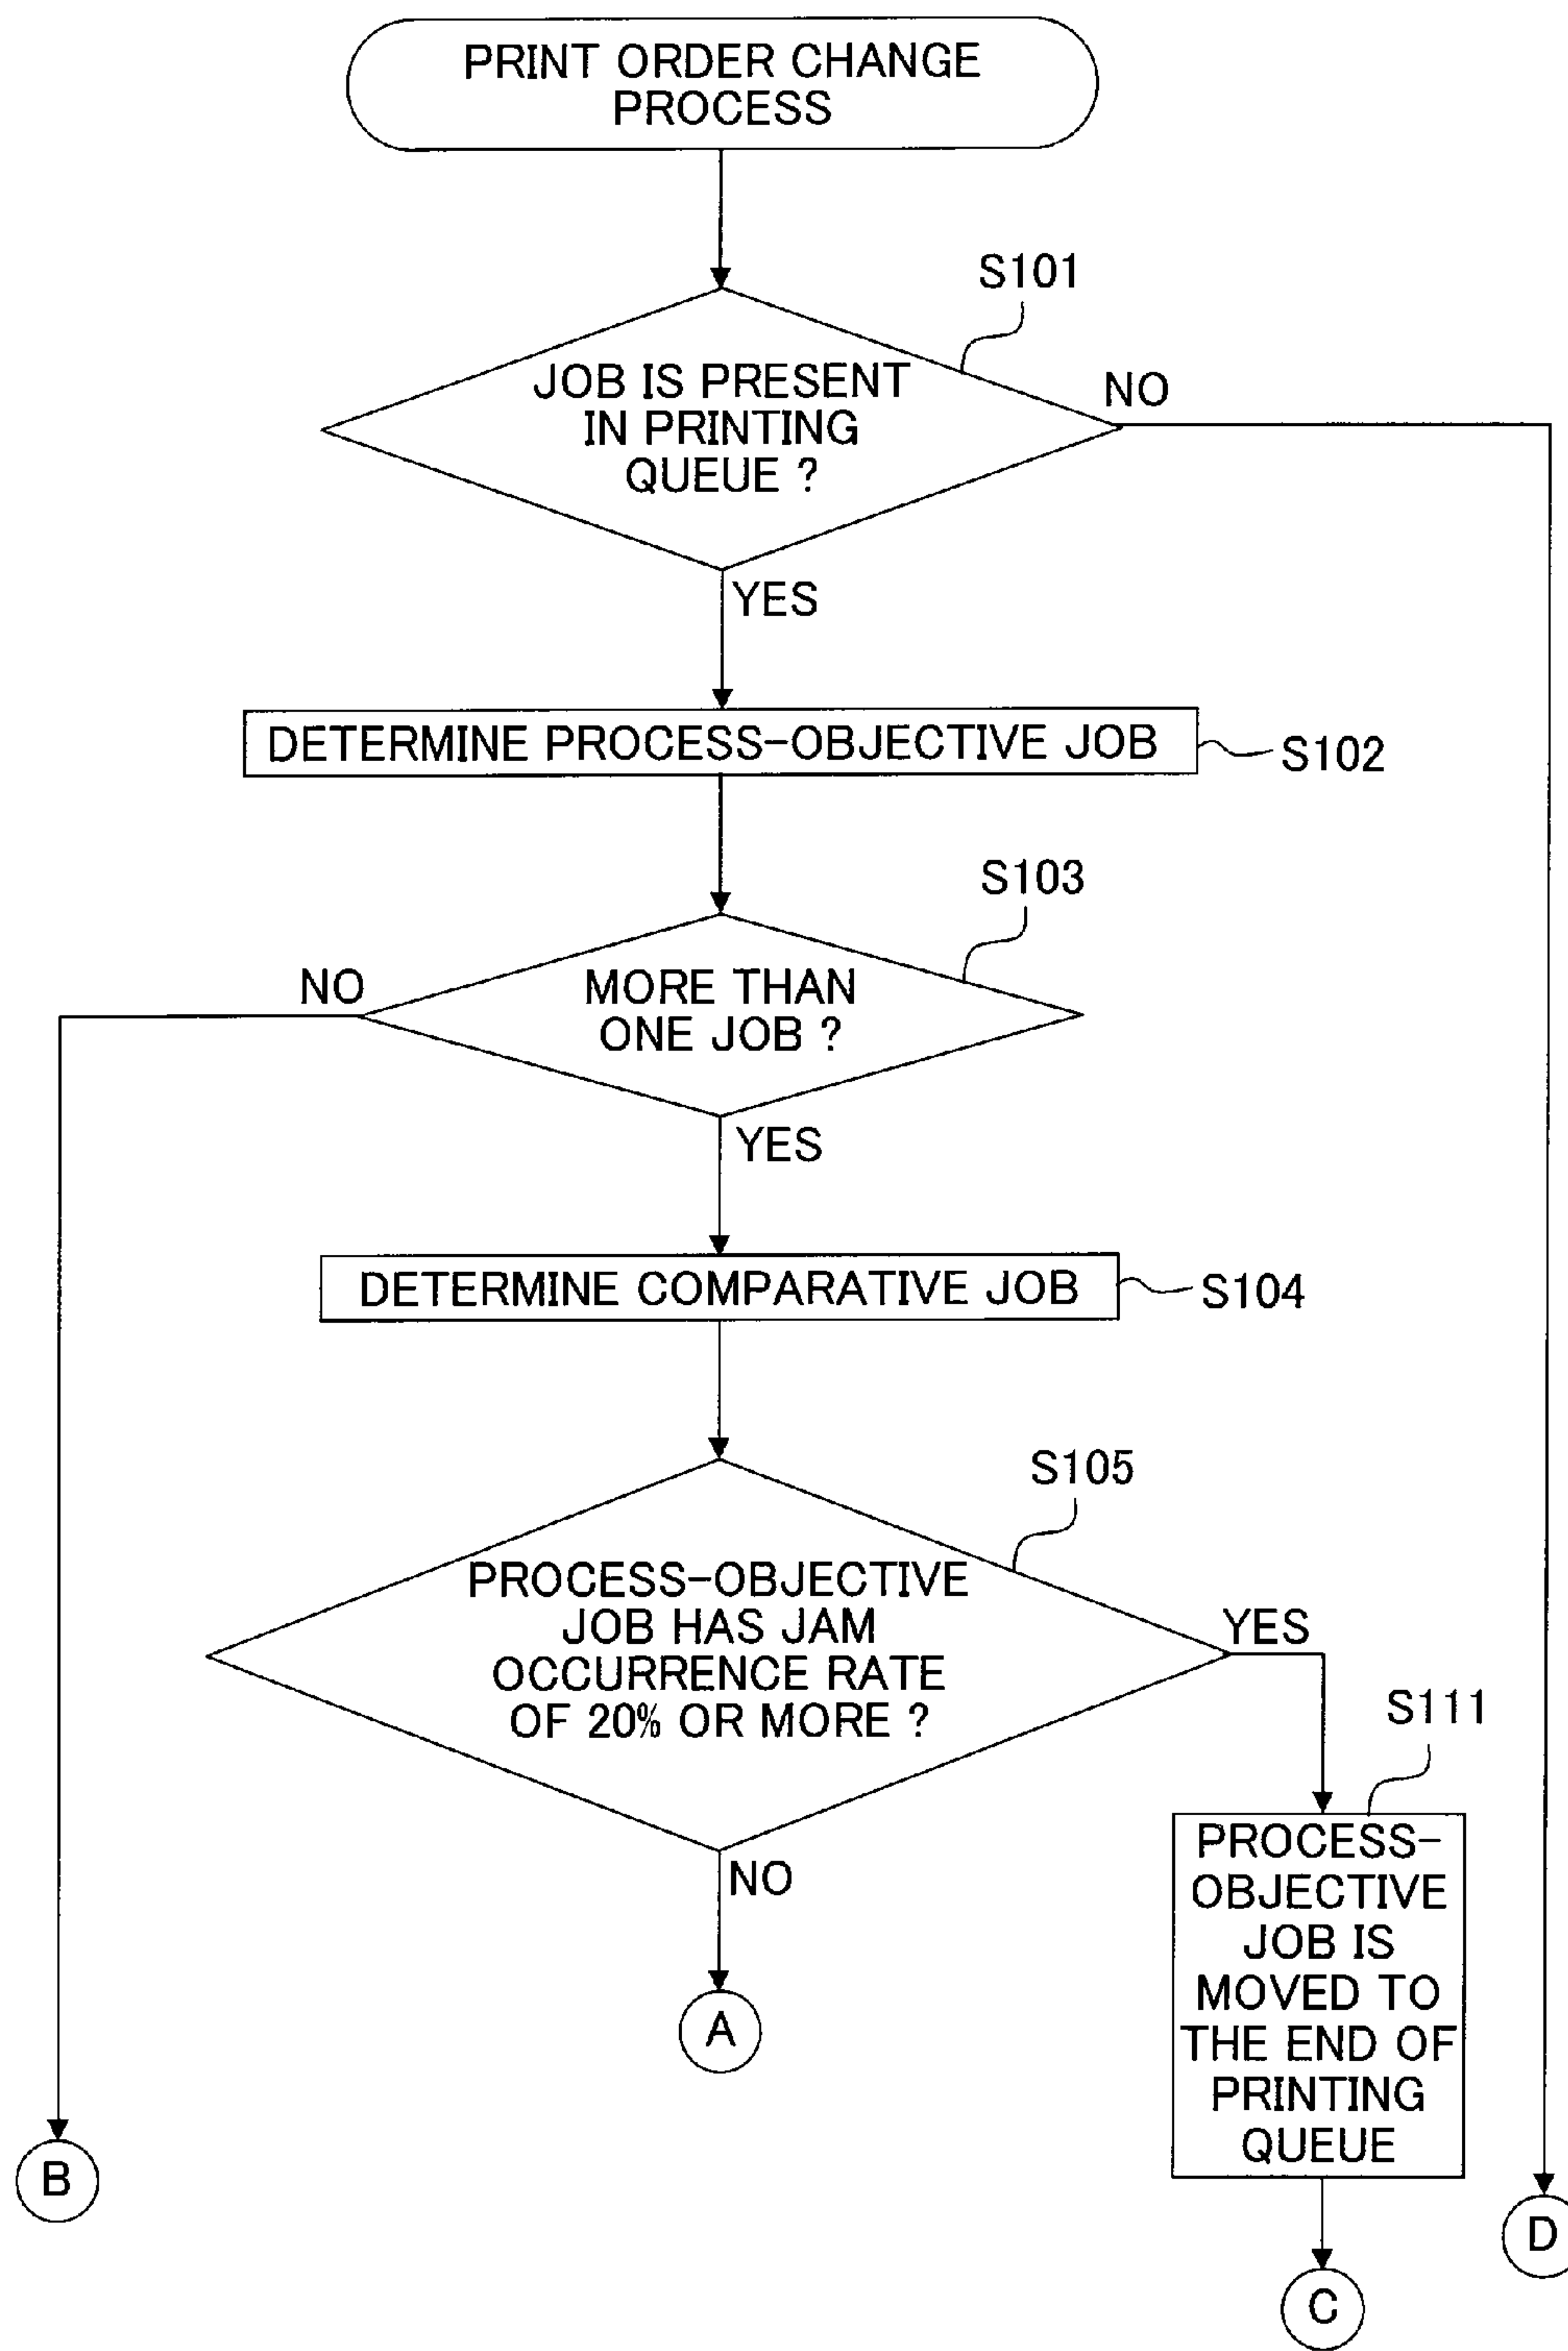 PRINT ORDER CHANGE
PROCESS
S101
JOB IS PRESENT
IN PRINTING
QUEUE ?
NO
YES
DETERMINE PROCESS-OBJECTIVE JOB
S102
S103
NO
MORE THAN
ONE JOB ?
YES
DETERMINE COMPARATIVE JOB
S104
S105
PROCESS-OBJECTIVE
JOB HAS JAM
OCCURRENCE RATE
OF 20% OR MORE ?
YES
S111
NO
PROCESS-
OBJECTIVE
JOB IS
MOVED TO
THE END OF
PRINTING
QUEUE
A
B
D
C